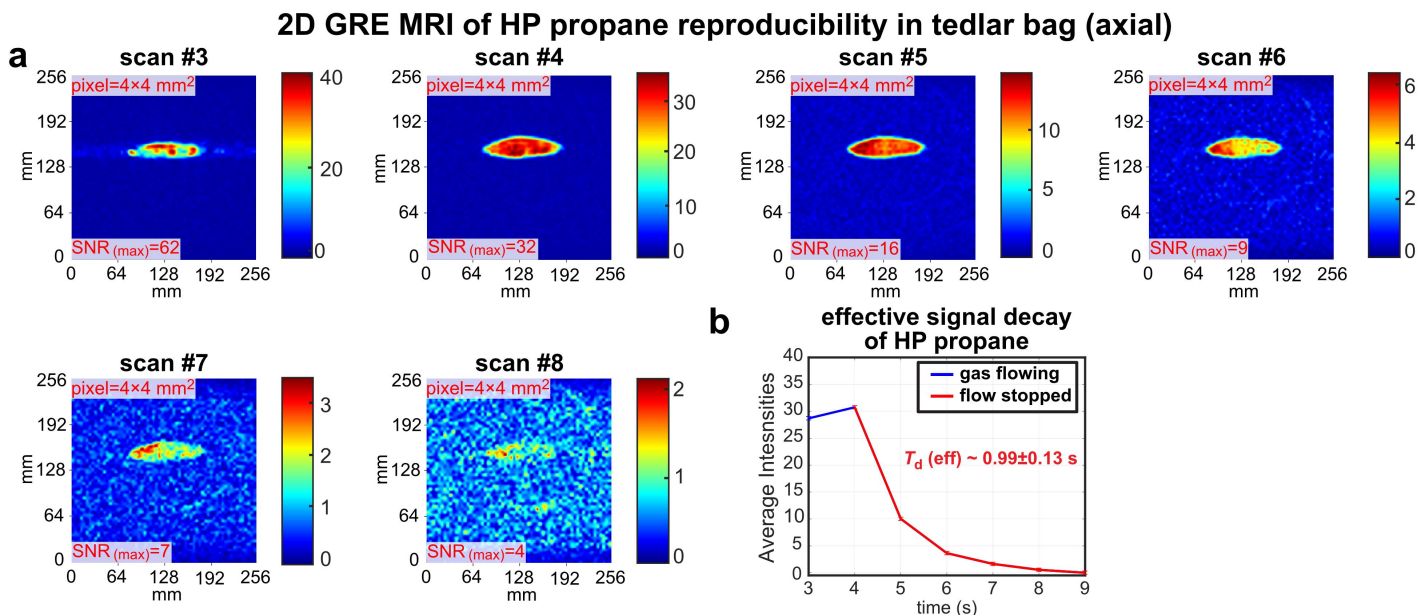 2D GRE MRI of HP propane reproducibility in tedlar bag (axial)
a
scan #3
pixel=4×4 mm2
SNR (max)=62
256
192
128
64
0
mm
0 64 128 192 256
mm
40
20
0
scan #4
pixel=4×4 mm2
SNR (max)=32
256
192
128
64
0
mm
0 64 128 192 256
mm
30
20
10
0
scan #5
pixel=4×4 mm2
SNR (max)=16
256
192
128
64
0
mm
0 64 128 192 256
mm
10
5
0
scan #6
pixel=4×4 mm2
SNR (max)=9
256
192
128
64
0
mm
0 64 128 192 256
mm
6
4
2
0
scan #7
pixel=4×4 mm2
SNR (max)=7
256
192
128
64
0
mm
0 64 128 192 256
mm
3
2
1
0
scan #8
pixel=4×4 mm2
SNR (max)=4
256
192
128
64
0
mm
0 64 128 192 256
mm
2
1
0
b
effective signal decay
of HP propane
gas flowing
flow stopped
Td (eff) ~ 0.99±0.13 s
Average Intesnsities
40
35
30
25
20
15
10
5
0
3 4 5 6 7 8 9
time (s)